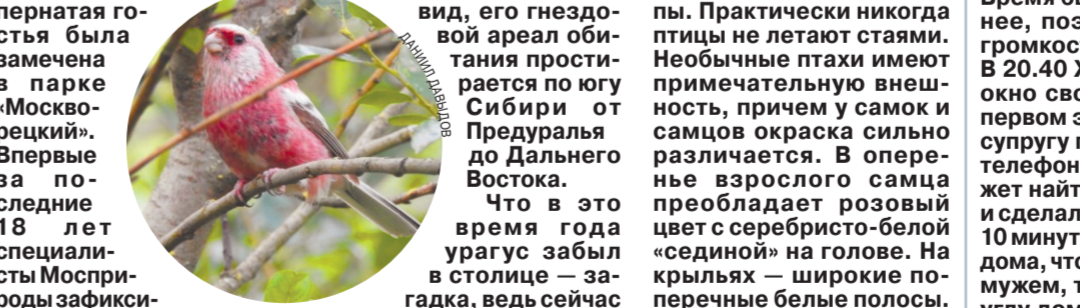 пернатая го-
стья была
замечена
в парке
«Москво-
рецкий».
Впервые
за по-
следние
18 лет
специали-
сты Моспри-
роды зафикси-
ДАНИИЛ ДАВЫДОВ
вид, его гнездо-
вой ареал оби-
тания прости-
рается по югу
Сибири от
Предуралья
до Дальнего
Востока.
Что в это
время года
урагус забыл
в столице — за-
гадка, ведь сейчас
пы. Практически никогда
птицы не летают стаями.
Необычные птахи имеют
примечательную внеш-
ность, причем у самок и
самцов окраска сильно
различается. В опере-
нье взрослого самца
преобладает розовый
цвет с серебристо-белой
«сединой» на голове. На
крыльях — широкие по-
перечные белые полосы.
нее, поз
громкос
В 20.40
окно сво
первом э
супругу
телефон
жет найт
и сделал
10 минут
дома, что
мужем, т